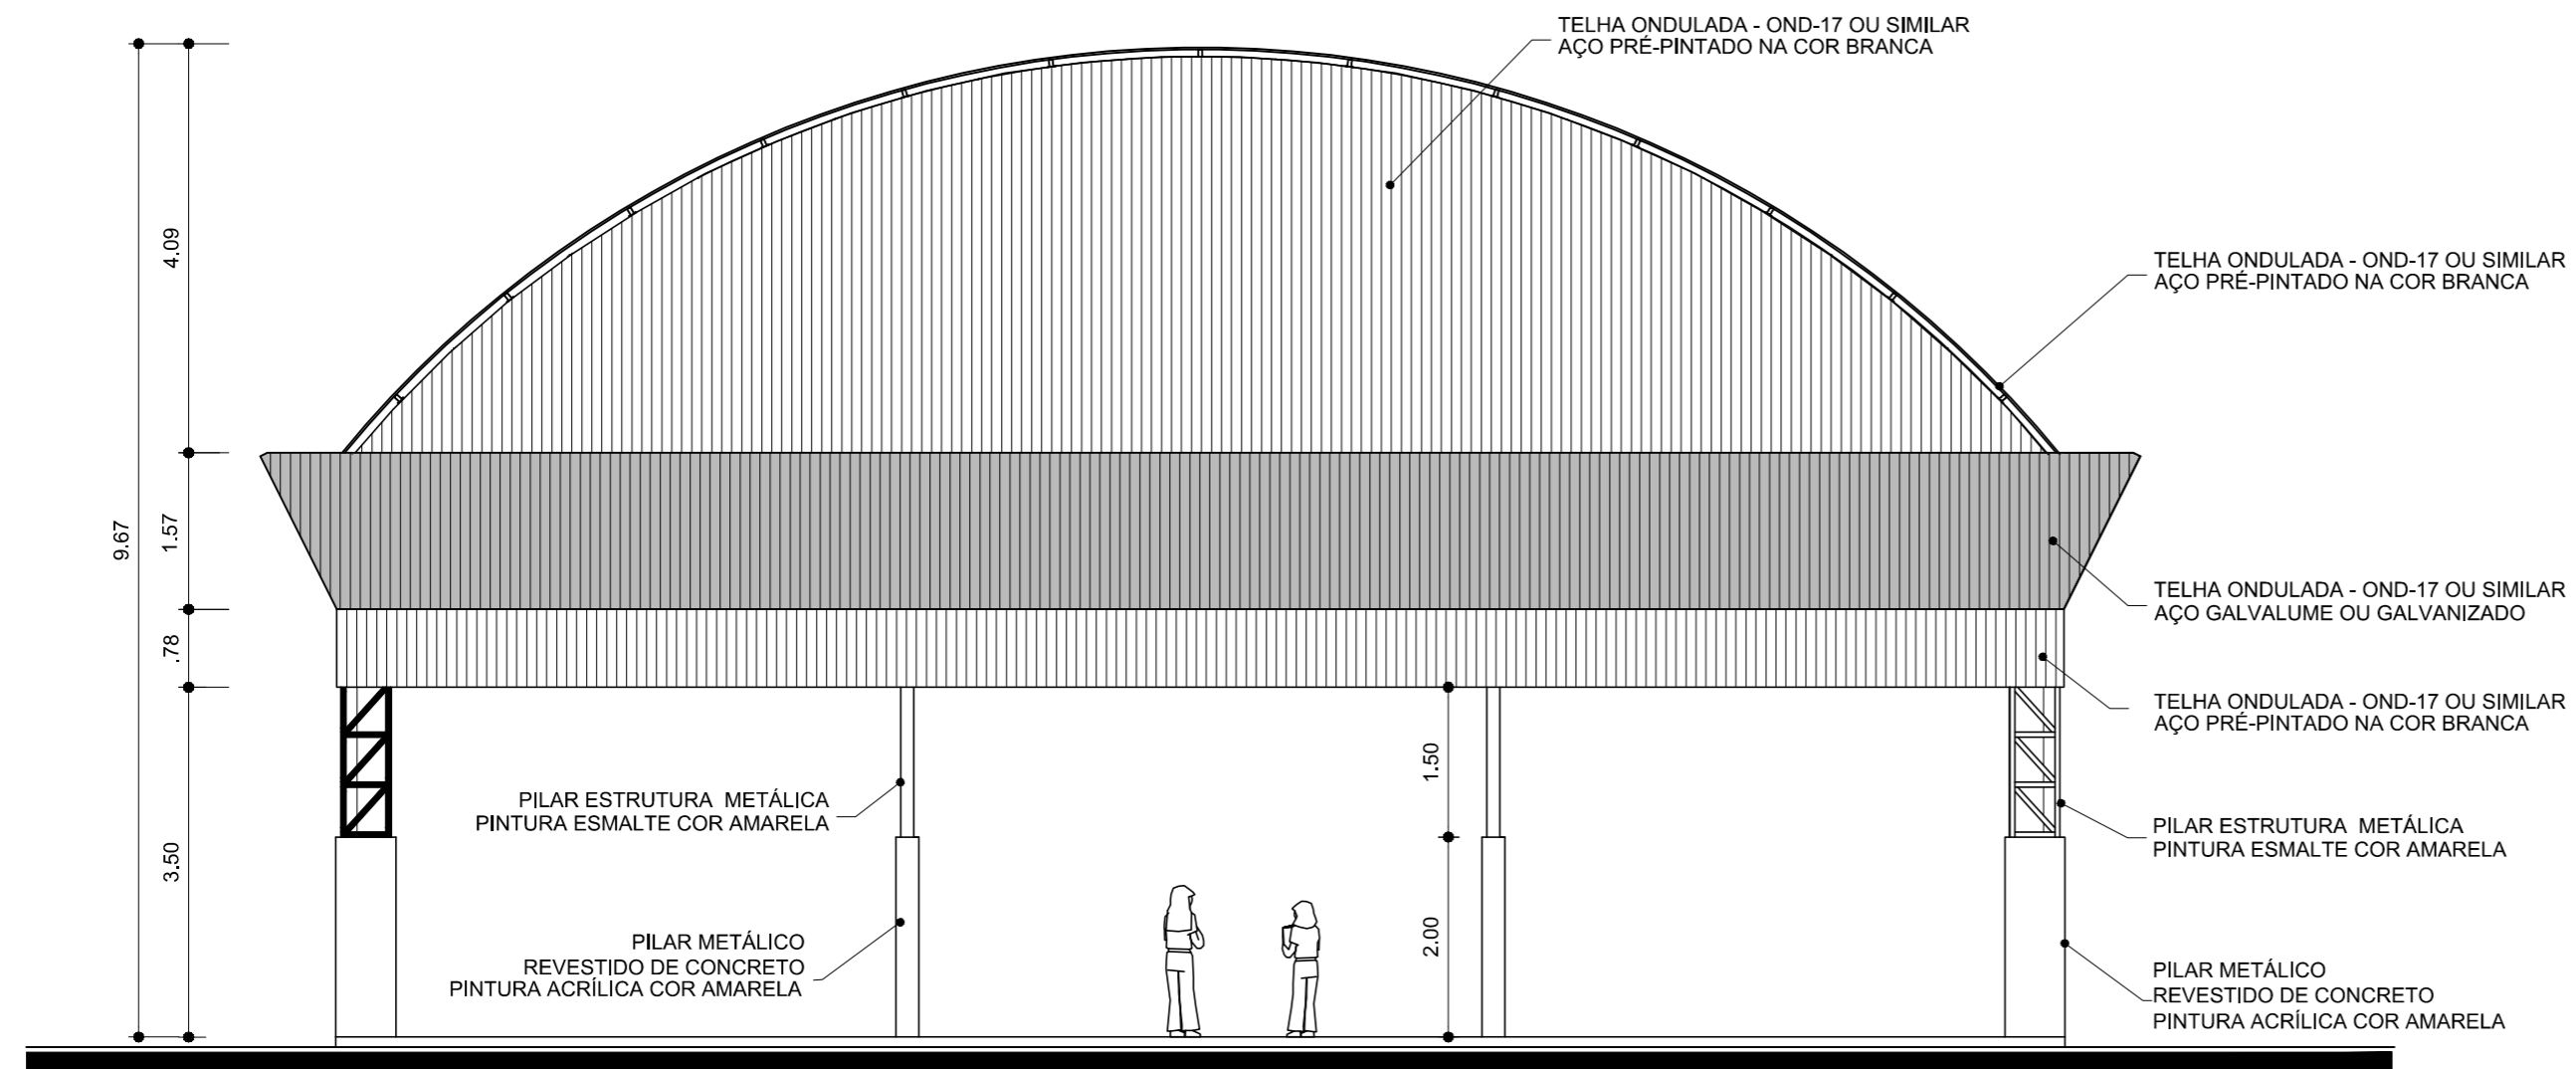 TELHA ONDULADA - OND-17 OU SIMILAR
AÇO PRÉ-PINTADO NA COR BRANCA
4.09
TELHA ONDULADA - OND-17 OU SIMILAR
AÇO PRÉ-PINTADO NA COR BRANCA
9.67
1.57
TELHA ONDULADA - OND-17 OU SIMILAR
AÇO GALVALUME OU GALVANIZADO
.78
TELHA ONDULADA - OND-17 OU SIMILAR
AÇO PRÉ-PINTADO NA COR BRANCA
1.50
PILAR ESTRUTURA METÁLICA
PINTURA ESMALTE COR AMARELA
PILAR ESTRUTURA METÁLICA
PINTURA ESMALTE COR AMARELA
3.50
2.00
PILAR METÁLICO
REVESTIDO DE CONCRETO
PINTURA ACRÍLICA COR AMARELA
PILAR METÁLICO
REVESTIDO DE CONCRETO
PINTURA ACRÍLICA COR AMARELA